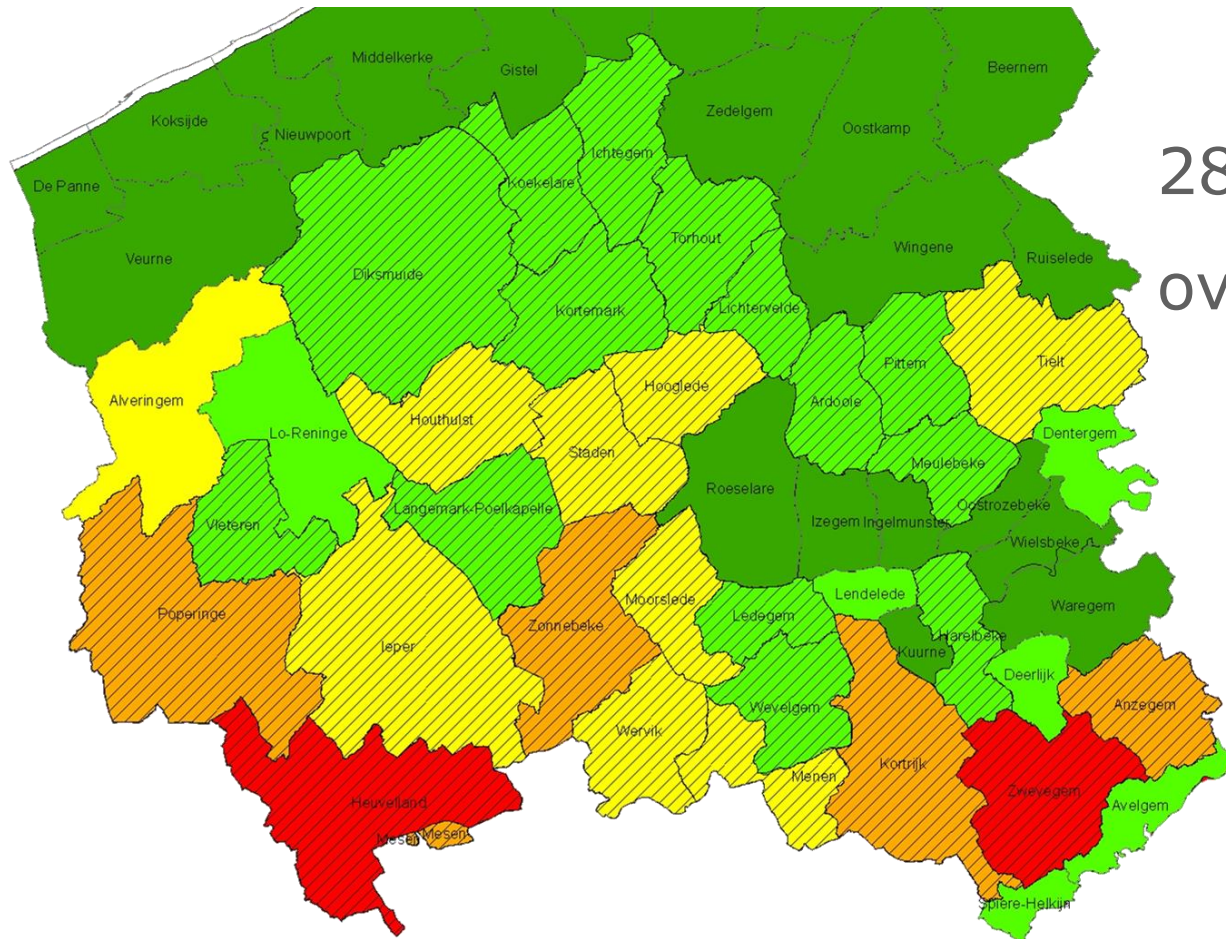 Middelkerke
Gistel
Beernem
Zedelgem
Koksijde
Nieuwpoort
Oostkamp
Ichtegem
28
De Panne
Koekelare
Torhout
Wingene
Veurne
Ruiselede
Diksmuide
ov
Kortemark
Lichtervelde
Pittem
Tielt
Hooglede
Alveringem
Ardooie
Houthulst
Lo-Reninge
Dentergem
Staden
Meulebeke
Roeselare
Langemark-Poelkapelle
Oostrozebeke
Vleteren
Izegem
Ingelmunster
Wielsbeke
Lendelede
Moorslede
Waregem
Poperinge
Ledegem
Zonnebeke
Harelbeke
Ieper
Kuurne
Deerlijk
Anzegem
Wevelgem
Wervik
Kortrijk
Menen
Zwevegem
Heuvelland
Avelgem
Mesen
Mesen
Spiere-Helkijn